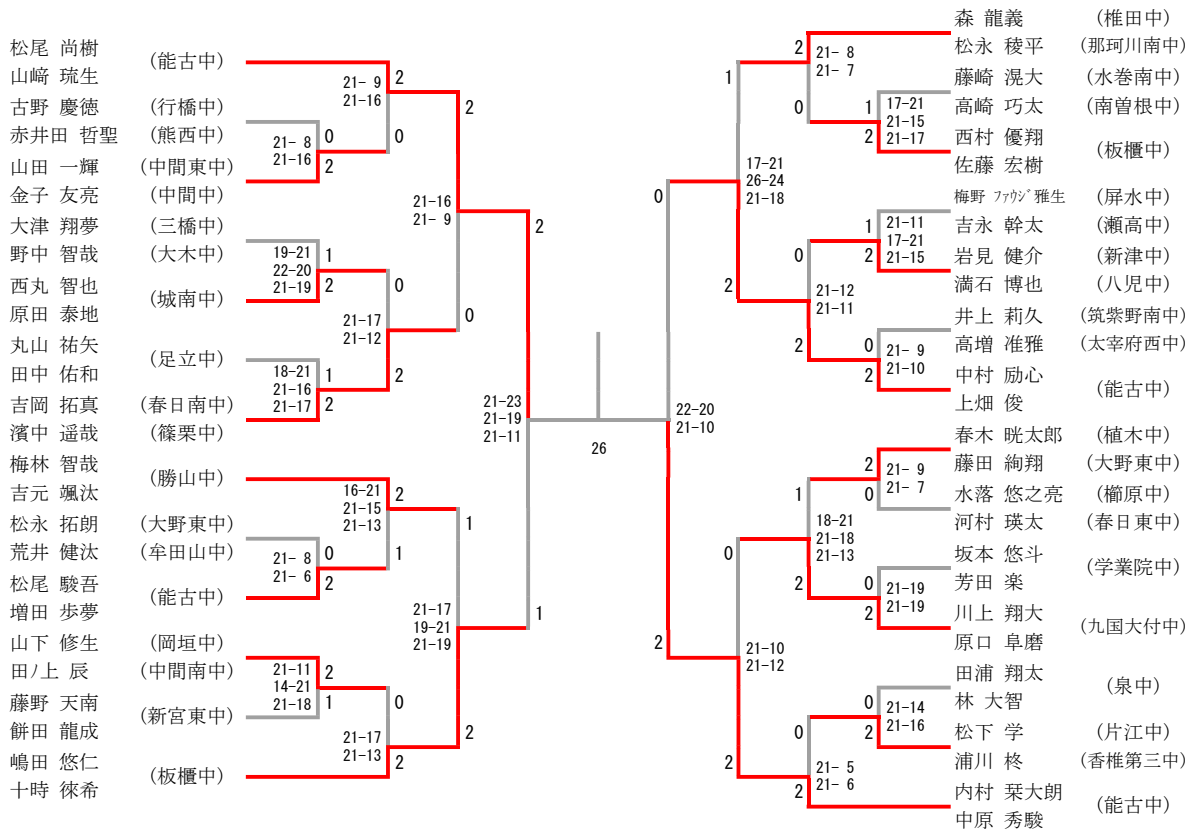 松尾 尚樹
(能古中)
山﨑 琉生
古野 慶徳 (行橋中)
赤井田 哲聖 (熊西中)
山田 一輝 (中間東中)
金子 友亮 (中間中)
大津 翔夢 (三橋中)
野中 智哉 (大木中)
西丸 智也
(城南中)
原田 泰地
丸山 祐矢
(足立中)
田中 佑和
吉岡 拓真 (春日南中)
濱中 遥哉 (篠栗中)
梅林 智哉
(勝山中)
吉元 颯汰
松永 拓朗 (大野東中)
荒井 健汰 (牟田山中)
松尾 駿吾
(能古中)
増田 歩夢
山下 修生 (岡垣中)
田ノ上 辰 (中間南中)
藤野 天南
(新宮東中)
餅田 龍成
嶋田 悠仁
(板櫃中)
十時 徠希
21- 8
21-16
0
2
19-21
22-20
21-19
1
2
18-21
21-16
21-17
1
2
21- 8
21- 6
0
2
21-11
14-21
21-18
2
1
21- 9
21-16
2
0
21-17
21-12
0
2
16-21
21-15
21-13
2
1
21-17
21-13
0
2
21-16
21- 9
2
0
21-17
19-21
21-19
1
2
21-23
21-19
21-11
2
1
26
22-20
21-10
0
2
17-21
26-24
21-18
1
2
21-10
21-12
0
2
21- 8
21- 7
2
0
21-12
21-11
0
2
18-21
21-18
21-13
1
2
21- 5
21- 6
0
2
17-21
21-15
21-17
1
2
21-11
17-21
21-15
1
2
21- 9
21-10
0
2
21- 9
21- 7
2
0
21-19
21-19
0
2
21-14
21-16
0
2
森 龍義 (椎田中)
松永 稜平 (那珂川南中)
藤崎 滉大 (水巻南中)
高崎 巧太 (南曽根中)
西村 優翔
(板櫃中)
佐藤 宏樹
梅野 ファウジ雅生 (屏水中)
吉永 幹太 (瀬高中)
岩見 健介 (新津中)
満石 博也 (八児中)
井上 莉久 (筑紫野南中)
高増 准雅 (太宰府西中)
中村 励心
(能古中)
上畑 俊
春木 晄太郎 (植木中)
藤田 絢翔 (大野東中)
水落 悠之亮 (櫛原中)
河村 瑛太 (春日東中)
坂本 悠斗
(学業院中)
芳田 楽
川上 翔大
(九国大付中)
原口 阜磨
田浦 翔太
(泉中)
林 大智
松下 学 (片江中)
浦川 柊 (香椎第三中)
内村 栞大朗
(能古中)
中原 秀駿